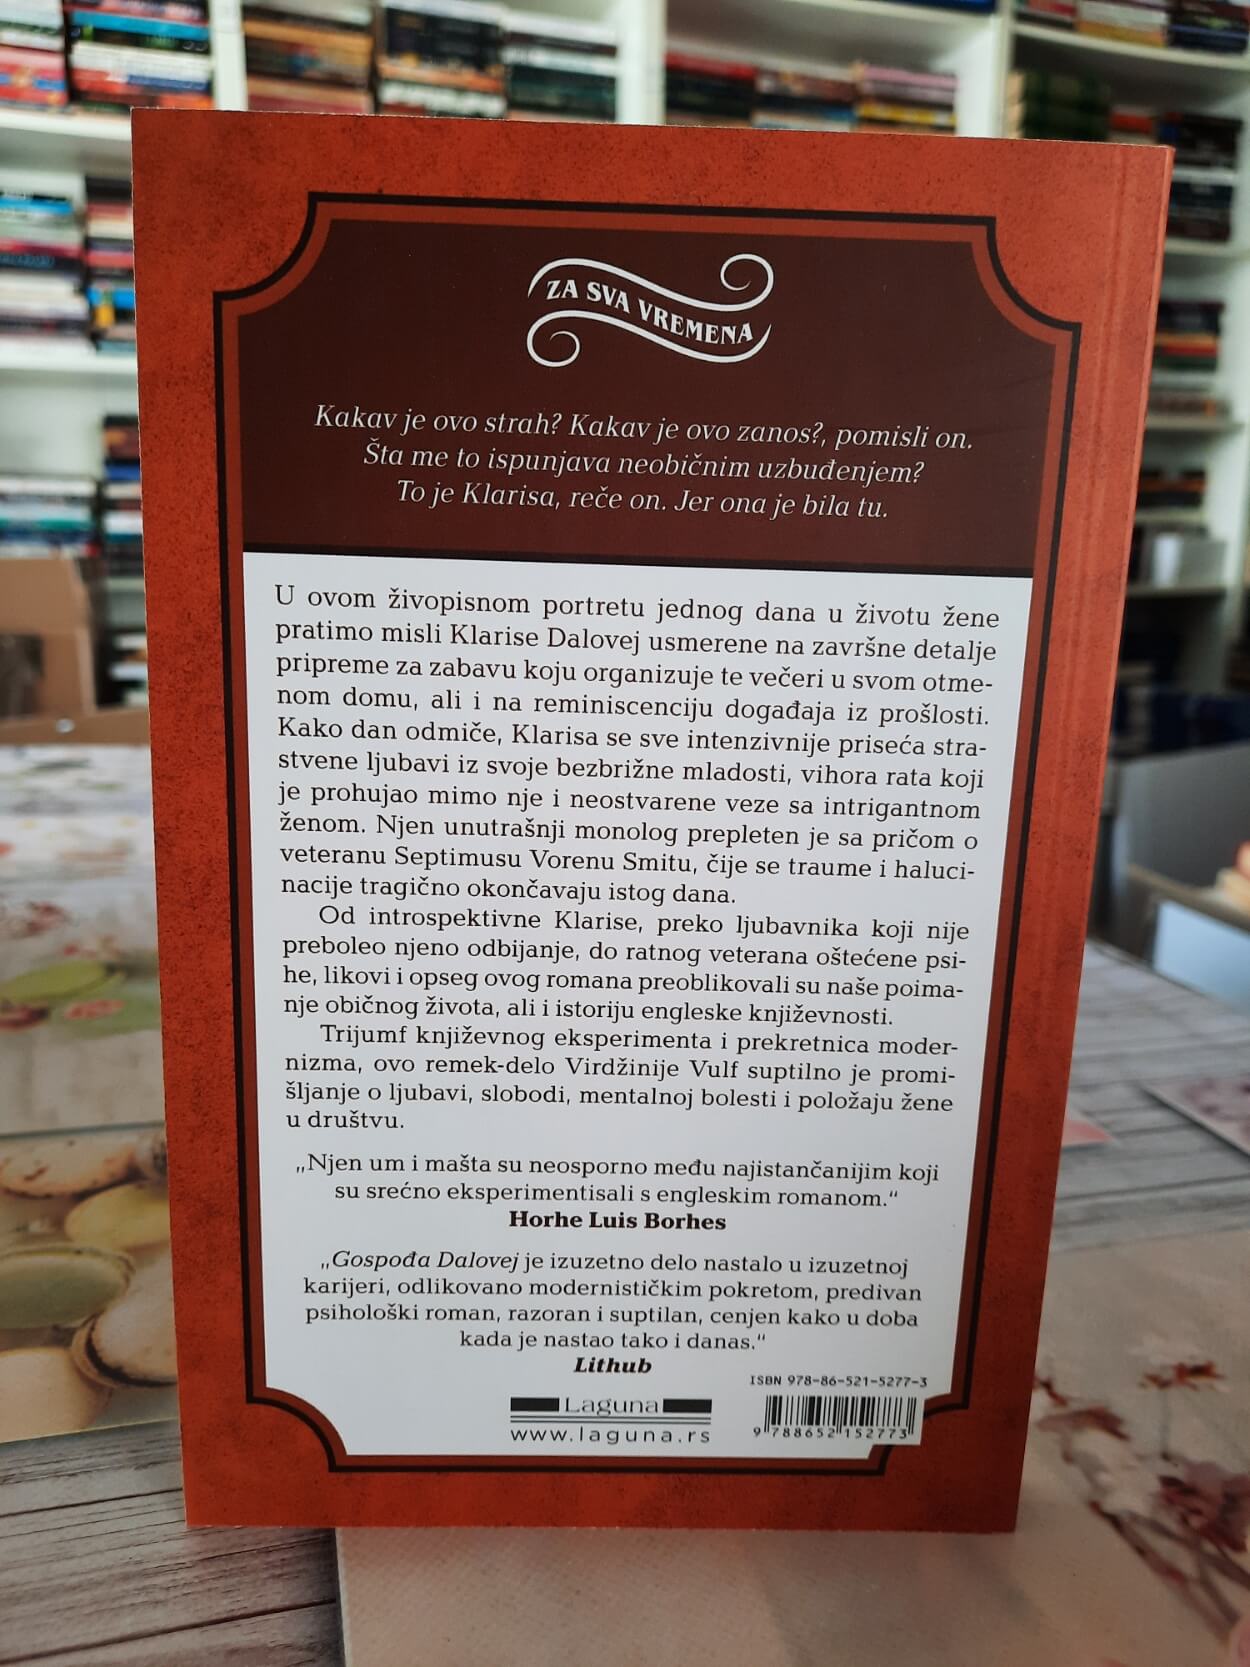 ZA SVA VREMENA
Kakav je ovo strah? Kakav je ovo zanos?, pomisli on.
Šta me to ispunjava neobičnim uzbuđenjem?
To je Klarisa, reče on. Jer ona je bila tu.
U ovom živopisnom portretu jednog dana u životu žene
pratimo misli Klarise Dalovej usmerene na završne detalje
pripreme za zabavu koju organizuje te večeri u svom otme-
nom domu, ali i na reminiscenciju događaja iz prošlosti.
Kako dan odmiče, Klarisa se sve intenzivnije priseća stra-
stvene ljubavi iz svoje bezbrižne mladosti, vihora rata koji
je prohujao mimo nje i neostvarene veze sa intrigantnom
ženom. Njen unutrašnji monolog prepleten je sa pričom o
veteranu Septimusu Vorenu Smitu, čije se traume i haluci-
nacije tragično okončavaju istog dana.
Od introspektivne Klarise, preko ljubavnika koji nije
preboleo njeno odbijanje, do ratnog veterana oštećene psi-
he, likovi i opseg ovog romana preoblikovali su naše poima-
nje običnog života, ali i istoriju engleske književnosti.
Trijumf književnog eksperimenta i prekretnica moder-
nizma, ovo remek-delo Virdžinije Vulf suptilno je promi-
šljanje o ljubavi, slobodi, mentalnoj bolesti i položaju žene
u društvu.
„Njen um i mašta su neosporno među najistančanijim koji
su srećno eksperimentisali s engleskim romanom.“
Horhe Luis Borhes
„Gospođa Dalovej je izuzetno delo nastalo u izuzetnoj
karijeri, odlikovano modernističkim pokretom, predivan
psihološki roman, razoran i suptilan, cenjen kako u doba
kada je nastao tako i danas.“
Lithub
ISBN 978-86-521-5277-3
Laguna
www.laguna.rs
9 788652 152773